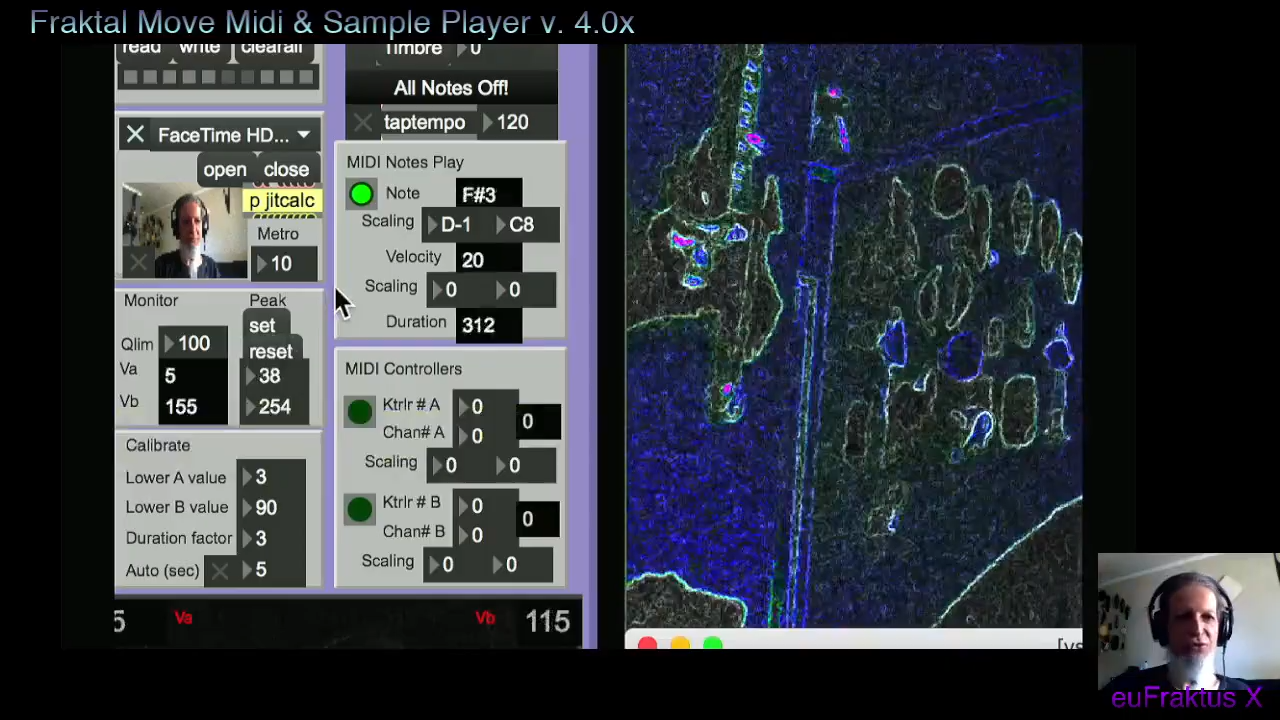 Fraktal Move Midi & Sample Player v. 4.0x
read write clearall
Timbre 0
All Notes Off!
taptempo 120
FaceTime HD...
open close
p jitcalc
Metro
10
MIDI Notes Play
Note F#3
Scaling D-1 C8
Velocity 20
Scaling 0 0
Duration 312
Monitor Peak
set
Qlim 100
reset
Va 5 38
Vb 155 254
MIDI Controllers
Ktrlr # A 0
0
Chan# A 0
Scaling 0 0
Ktrlr # B 0
0
Chan# B 0
Scaling 0 0
Calibrate
Lower A value 3
Lower B value 90
Duration factor 3
Auto (sec) 5
5 Va Vb 115
euFraktus X